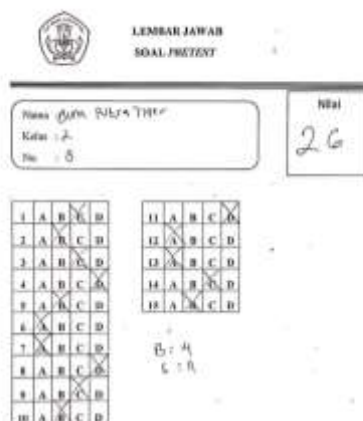 LEMBAR JAWAB
SOAL PRETEST
Nama
Kelas : 2
No : 8
Nilai
26
1 A B C D
2 A B C D
3 A B C D
4 A B C D
5 A B C D
6 A B C D
7 A B C D
8 A B C D
9 A B C D
10 A B C D
11 A B C D
12 A B C D
13 A B C D
14 A B C D
15 A B C D
B : 4
S : 11